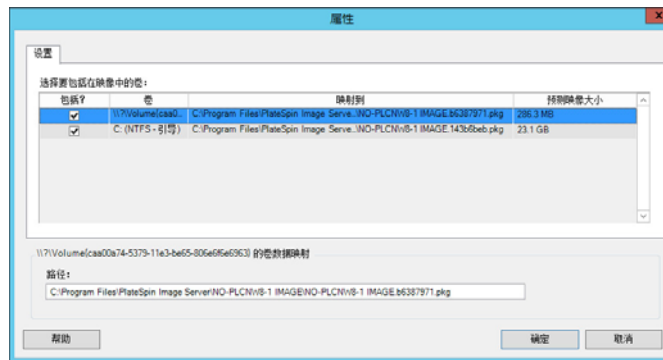 属性
x
设置
选择要包括在映像中的卷:
包括? 卷 映射到 预测映像大小
\\?\Volume{caa0.. C:\Program Files\PlateSpin Image Serve..\NO-PLCNW8-1 IMAGE.b6387971.pkg 286.3 MB
C: (NTFS - 引导) C:\Program Files\PlateSpin Image Serve..\NO-PLCNW8-1 IMAGE.143b6beb.pkg 23.1 GB
\\?\Volume{caa00a74-5379-11e3-be65-806e6f6e6963} 的卷数据映射
路径:
C:\Program Files\PlateSpin Image Server\NO-PLCNW8-1 IMAGE\NO-PLCNW8-1 IMAGE.b6387971.pkg
帮助 确定 取消